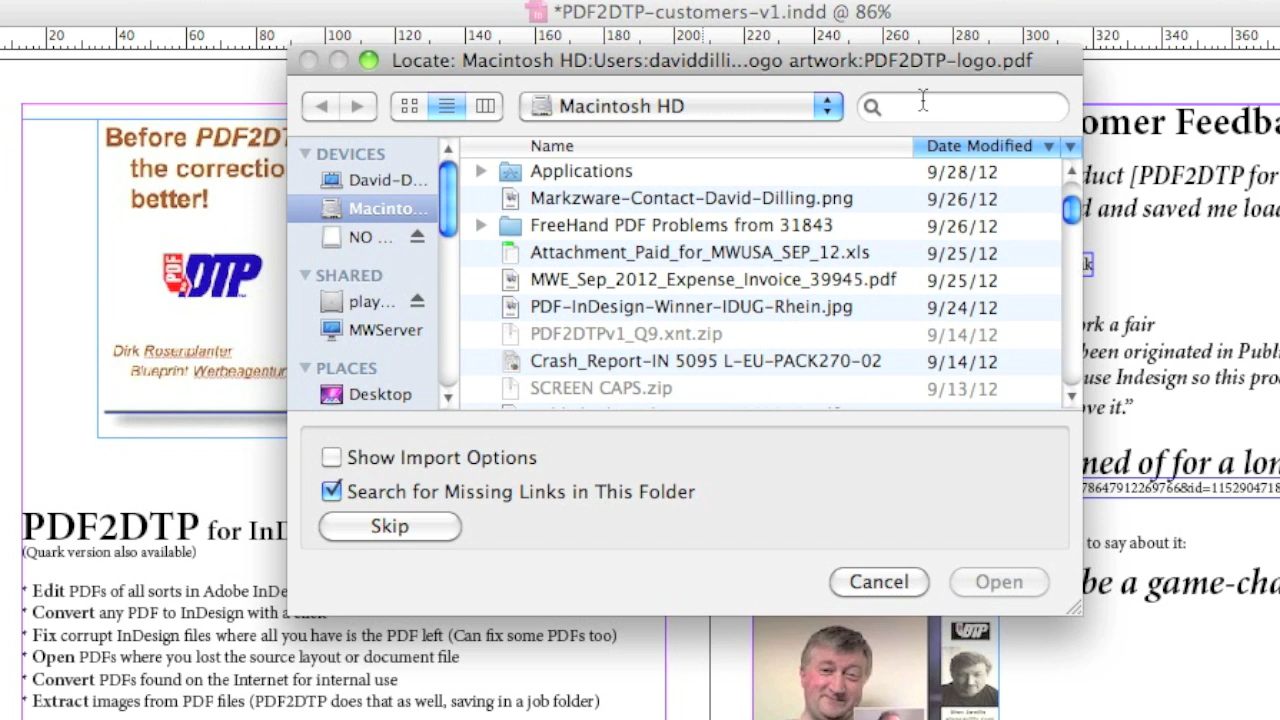 *PDF2DTP-customers-v1.indd @ 86%
20 40 60 80 100 120 140 160 180 200 220 240 260 280 300 320 340 360
Locate: Macintosh HD:Users:daviddilli...ogo artwork:PDF2DTP-logo.pdf
Macintosh HD
DEVICES
David-D...
Macinto...
NO ...
SHARED
play...
MWServer
PLACES
Desktop
Name Date Modified
Applications 9/28/12
Markzware-Contact-David-Dilling.png 9/26/12
FreeHand PDF Problems from 31843 9/26/12
Attachment_Paid_for_MWUSA_SEP_12.xls 9/25/12
MWE_Sep_2012_Expense_Invoice_39945.pdf 9/25/12
PDF-InDesign-Winner-IDUG-Rhein.jpg 9/24/12
PDF2DTPv1_Q9.xnt.zip 9/14/12
Crash_Report-IN 5095 L-EU-PACK270-02 9/14/12
SCREEN CAPS.zip 9/13/12
Show Import Options
Search for Missing Links in This Folder
Skip
Cancel Open
Before PDF2DT
the correctio
better!
PDF DTP
Dirk Rosenplänter
Blueprint Werbeagentur
PDF2DTP for InD
(Quark version also available)
* Edit PDFs of all sorts in Adobe InDe
* Convert any PDF to InDesign with a click
* Fix corrupt InDesign files where all you have is the PDF left (Can fix some PDFs too)
* Open PDFs where you lost the source layout or document file
* Convert PDFs found on the Internet for internal use
* Extract images from PDF files (PDF2DTP does that as well, saving in a job folder)
omer Feedba
duct [PDF2DTP for
d and saved me load
rk a fair
been originated in Publ
use Indesign so this pro
ve it.”
ned of for a lon
78647912269766&id=1152904718
to say about it:
be a game-cha